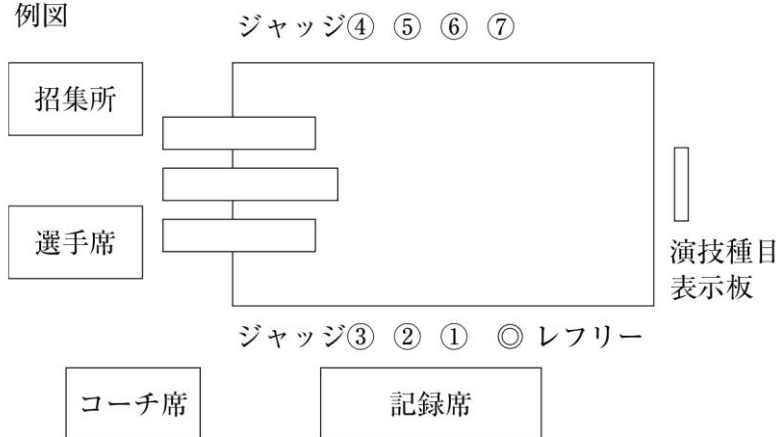 例図
ジャッジ④ ⑤ ⑥ ⑦
招集所
選手席
演技種目
表示板
ジャッジ③ ② ① ◎ レフリー
コーチ席
記録席